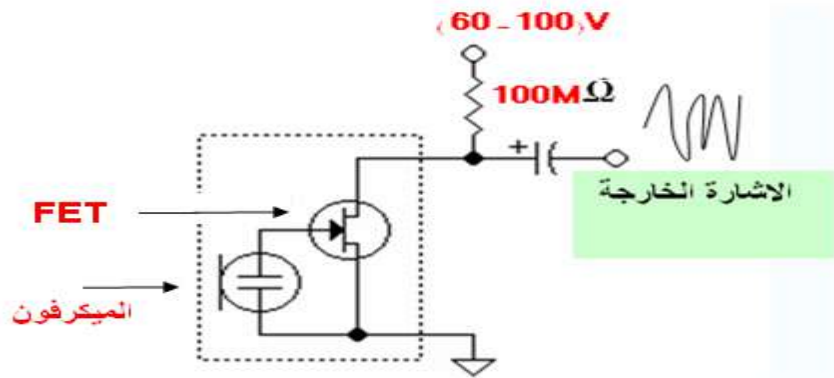 (60 - 100)V
100MΩ
+
الاشارة الخارجة
FET
الميكرفون